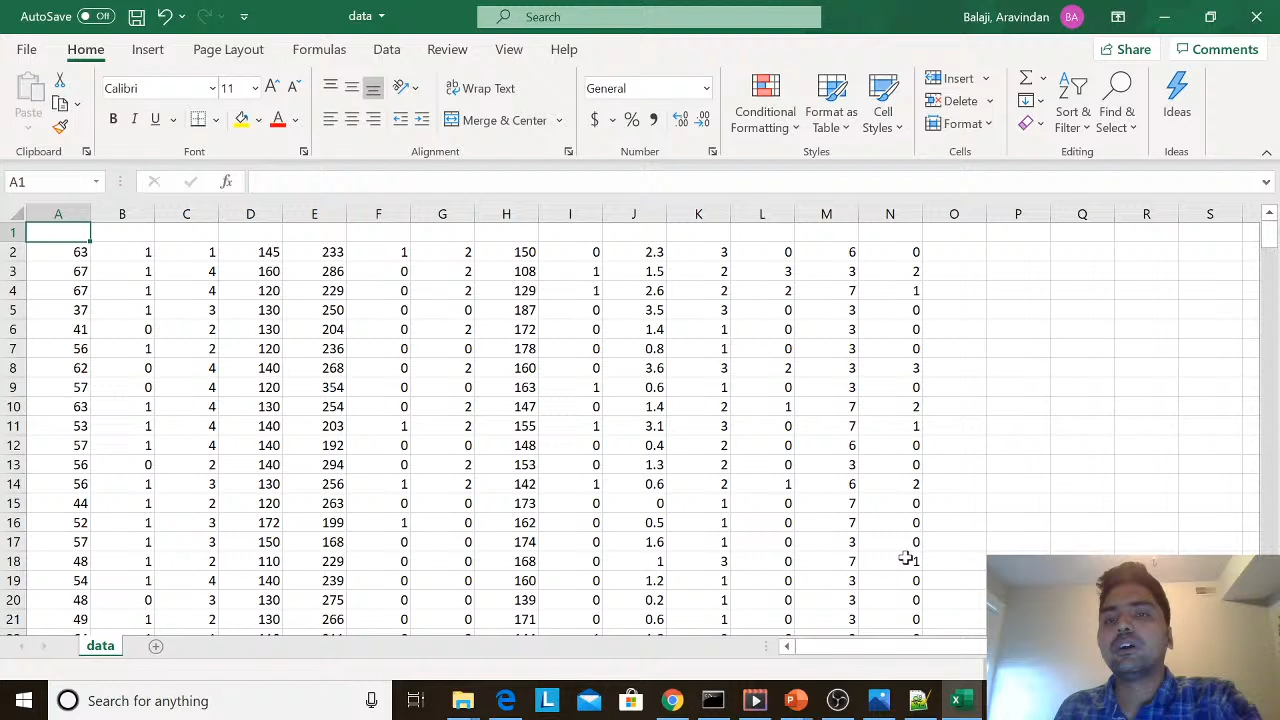 AutoSave Off data Search Balaji, Aravindan BA
File Home Insert Page Layout Formulas Data Review View Help Share Comments
Calibri 11 Wrap Text General Insert Σ
Paste Conditional Format as Cell Delete Sort & Find & Ideas
B I U A Merge & Center $ % Formatting Table Styles Format Filter Select
Clipboard Font Alignment Number Styles Cells Editing Ideas
A1 fx
A B C D E F G H I J K L M N O P Q R S
1
2 63 1 1 145 233 1 2 150 0 2.3 3 0 6 0
3 67 1 4 160 286 0 2 108 1 1.5 2 3 3 2
4 67 1 4 120 229 0 2 129 1 2.6 2 2 7 1
5 37 1 3 130 250 0 0 187 0 3.5 3 0 3 0
6 41 0 2 130 204 0 2 172 0 1.4 1 0 3 0
7 56 1 2 120 236 0 0 178 0 0.8 1 0 3 0
8 62 0 4 140 268 0 2 160 0 3.6 3 2 3 3
9 57 0 4 120 354 0 0 163 1 0.6 1 0 3 0
10 63 1 4 130 254 0 2 147 0 1.4 2 1 7 2
11 53 1 4 140 203 1 2 155 1 3.1 3 0 7 1
12 57 1 4 140 192 0 0 148 0 0.4 2 0 6 0
13 56 0 2 140 294 0 2 153 0 1.3 2 0 3 0
14 56 1 3 130 256 1 2 142 1 0.6 2 1 6 2
15 44 1 2 120 263 0 0 173 0 0 1 0 7 0
16 52 1 3 172 199 1 0 162 0 0.5 1 0 7 0
17 57 1 3 150 168 0 0 174 0 1.6 1 0 3 0
18 48 1 2 110 229 0 0 168 0 1 3 0 7 1
19 54 1 4 140 239 0 0 160 0 1.2 1 0 3 0
20 48 0 3 130 275 0 0 139 0 0.2 1 0 3 0
21 49 1 2 130 266 0 0 171 0 0.6 1 0 3 0
data
Search for anything